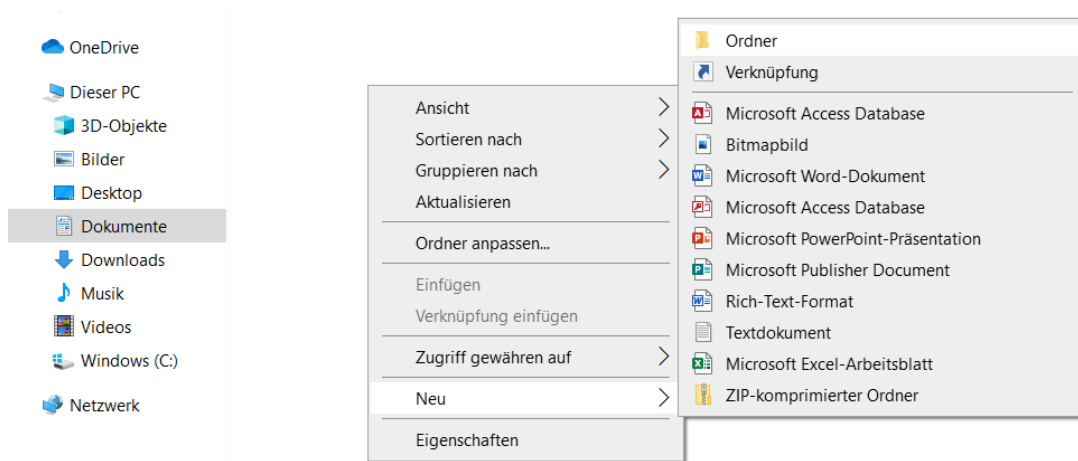 OneDrive
Dieser PC
3D-Objekte
Bilder
Desktop
Dokumente
Downloads
Musik
Videos
Windows (C:)
Netzwerk
Ansicht
Sortieren nach
Gruppieren nach
Aktualisieren
Ordner anpassen...
Einfügen
Verknüpfung einfügen
Zugriff gewähren auf
Neu
Eigenschaften
Ordner
Verknüpfung
Microsoft Access Database
Bitmapbild
Microsoft Word-Dokument
Microsoft Access Database
Microsoft PowerPoint-Präsentation
Microsoft Publisher Document
Rich-Text-Format
Textdokument
Microsoft Excel-Arbeitsblatt
ZIP-komprimierter Ordner